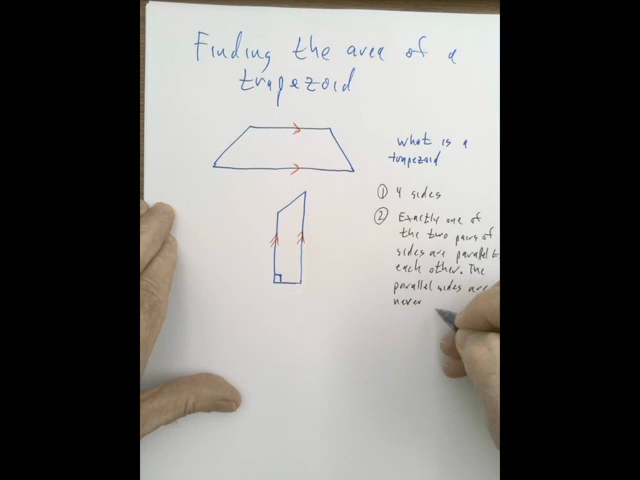 Finding the area of a
trapezoid
What is a
trapezoid
① 4 sides
② Exactly one of
the two pairs of
sides are parallel t
each other. The
parallel sides are
never